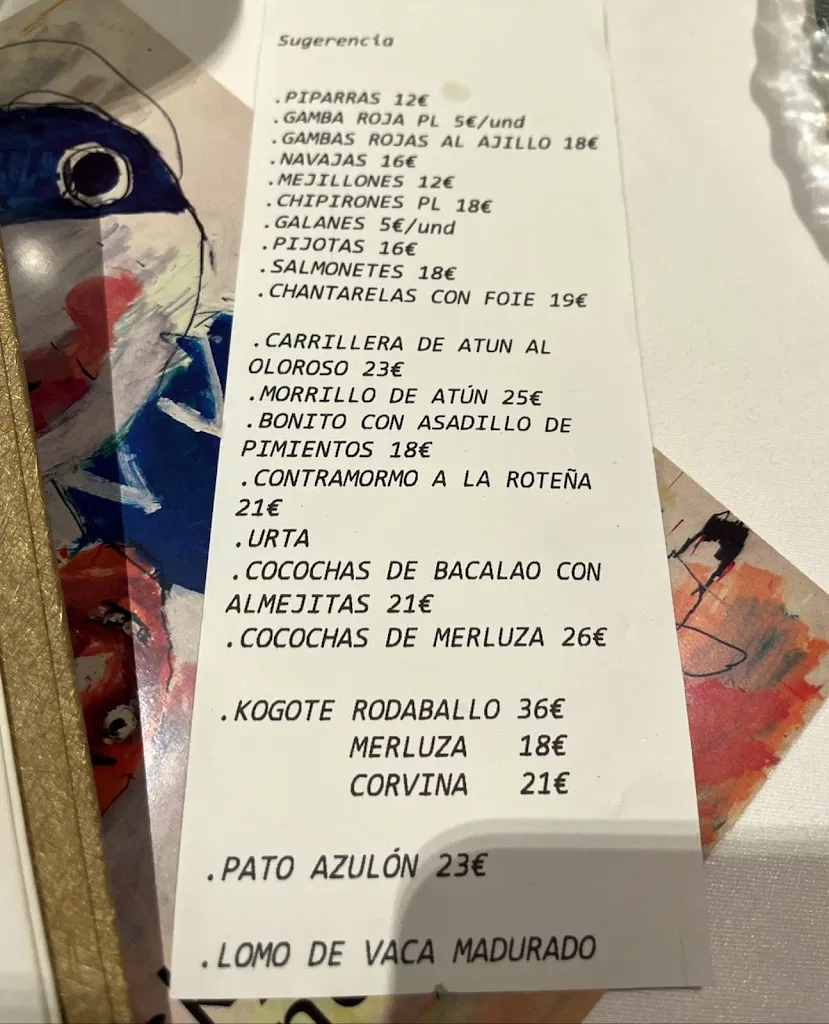 Sugerencia
.PIPARRAS 12€
.GAMBA ROJA PL 5€/und
.GAMBAS ROJAS AL AJILLO 18€
.NAVAJAS 16€
.MEJILLONES 12€
.CHIPIRONES PL 18€
.GALANES 5€/und
.PIJOTAS 16€
.SALMONETES 18€
.CHANTARELAS CON FOIE 19€
.CARRILLERA DE ATUN AL
OLOROSO 23€
.MORRILLO DE ATÚN 25€
.BONITO CON ASADILLO DE
PIMIENTOS 18€
.CONTRAMORMO A LA ROTEÑA
21€
.URTA
.COCOCHAS DE BACALAO CON
ALMEJITAS 21€
.COCOCHAS DE MERLUZA 26€
.KOGOTE RODABALLO 36€
MERLUZA 18€
CORVINA 21€
.PATO AZULÓN 23€
.LOMO DE VACA MADURADO